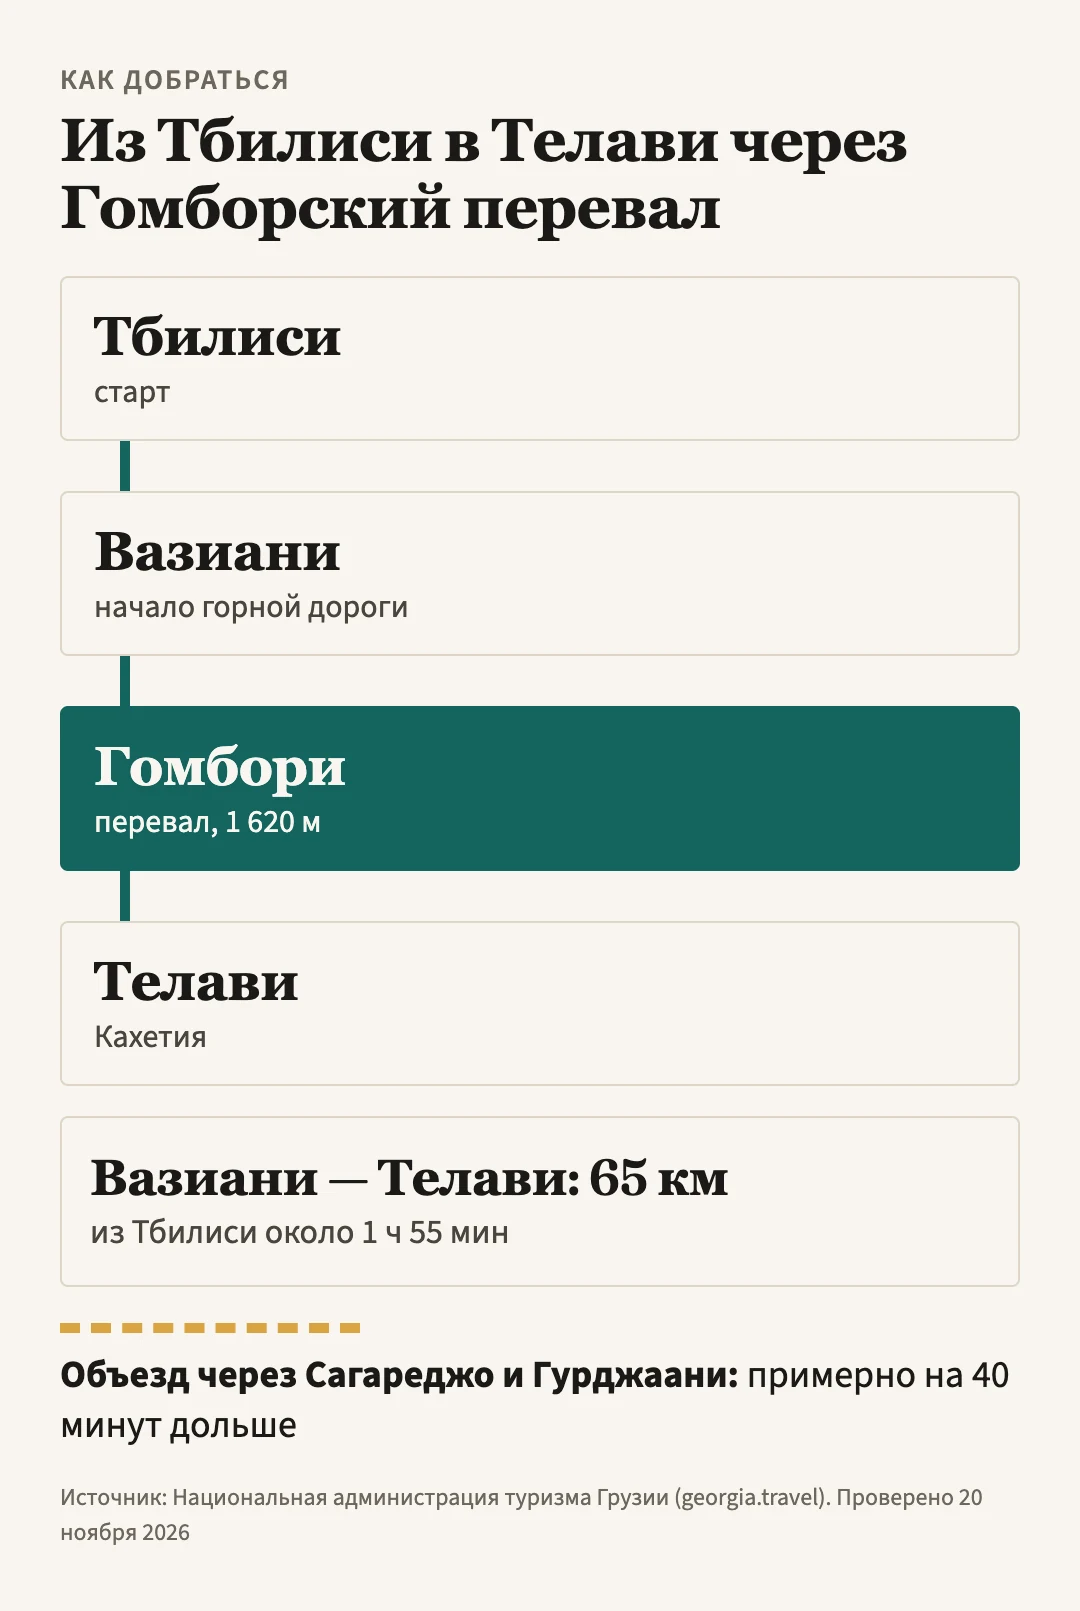 КАК ДОБРАТЬСЯ
Из Тбилиси в Телави через
Гомборский перевал
Тбилиси
старт
Вазиани
начало горной дороги
Гомбори
перевал, 1 620 м
Телави
Кахетия
Вазиани — Телави: 65 км
из Тбилиси около 1 ч 55 мин
Объезд через Сагареджо и Гурджаани: примерно на 40
минут дольше
Источник: Национальная администрация туризма Грузии (georgia.travel). Проверено 20
ноября 2026